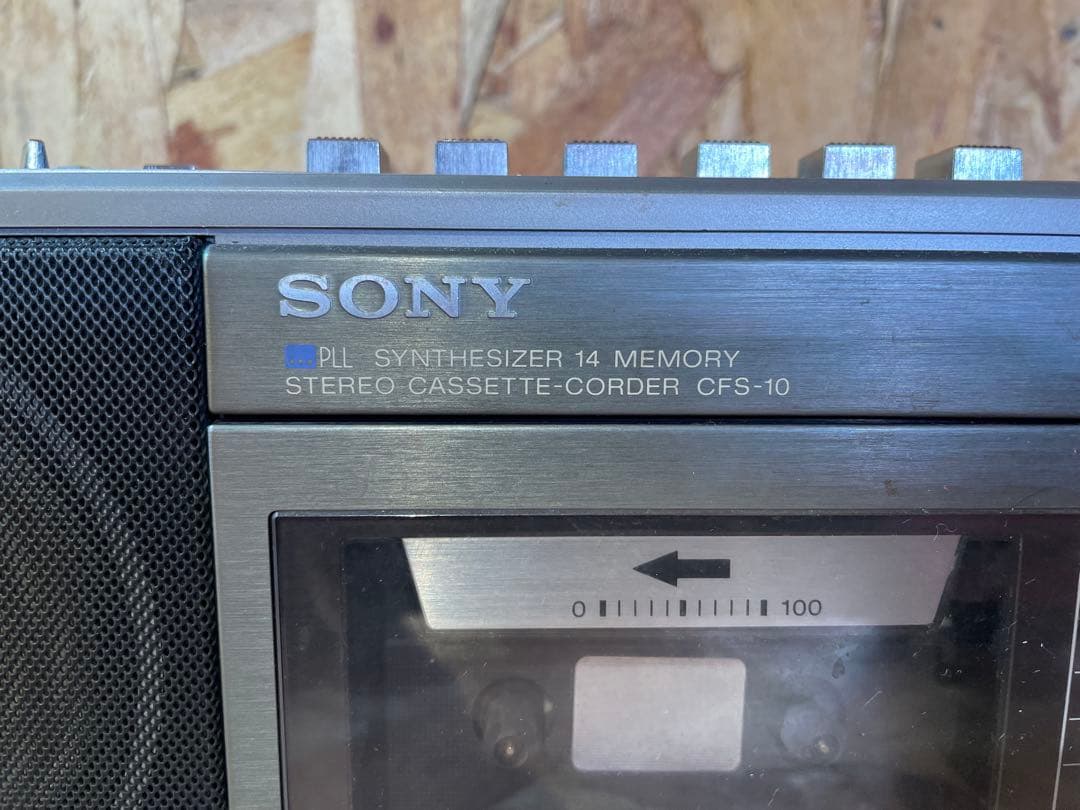 SONY
PLL SYNTHESIZER 14 MEMORY
STEREO CASSETTE-CORDER CFS-10
0 100